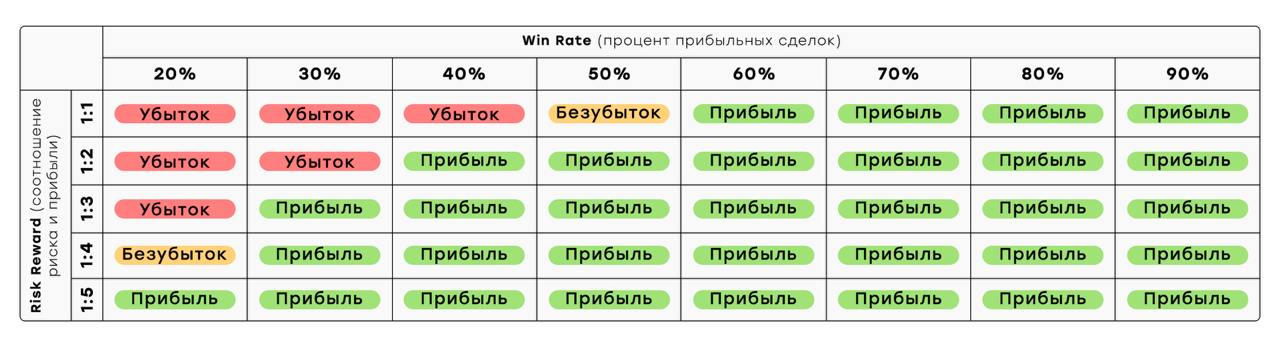 Win Rate (процент прибыльных сделок)
20% 30% 40% 50% 60% 70% 80% 90%
Risk Reward (соотношение
риска и прибыли)
1:1 Убыток Убыток Убыток Безубыток Прибыль Прибыль Прибыль Прибыль
1:2 Убыток Убыток Прибыль Прибыль Прибыль Прибыль Прибыль Прибыль
1:3 Убыток Прибыль Прибыль Прибыль Прибыль Прибыль Прибыль Прибыль
1:4 Безубыток Прибыль Прибыль Прибыль Прибыль Прибыль Прибыль Прибыль
1:5 Прибыль Прибыль Прибыль Прибыль Прибыль Прибыль Прибыль Прибыль